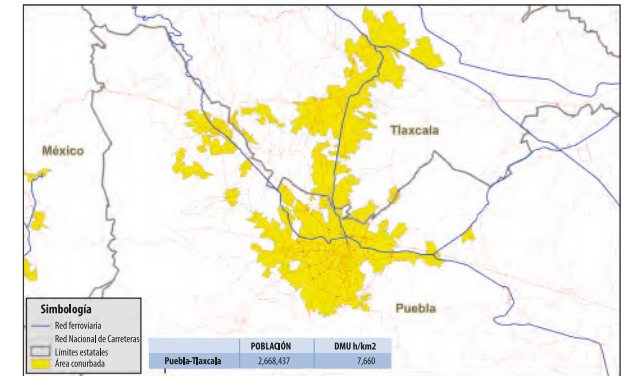 Tlaxcala
México
Puebla
Simbología
Red ferroviaria
Red Nacional de Carreteras
Límites estatales
Área conurbada
POBLACIÓN DMU h/km2
Puebla-Tlaxcala 2,668,437 7,660